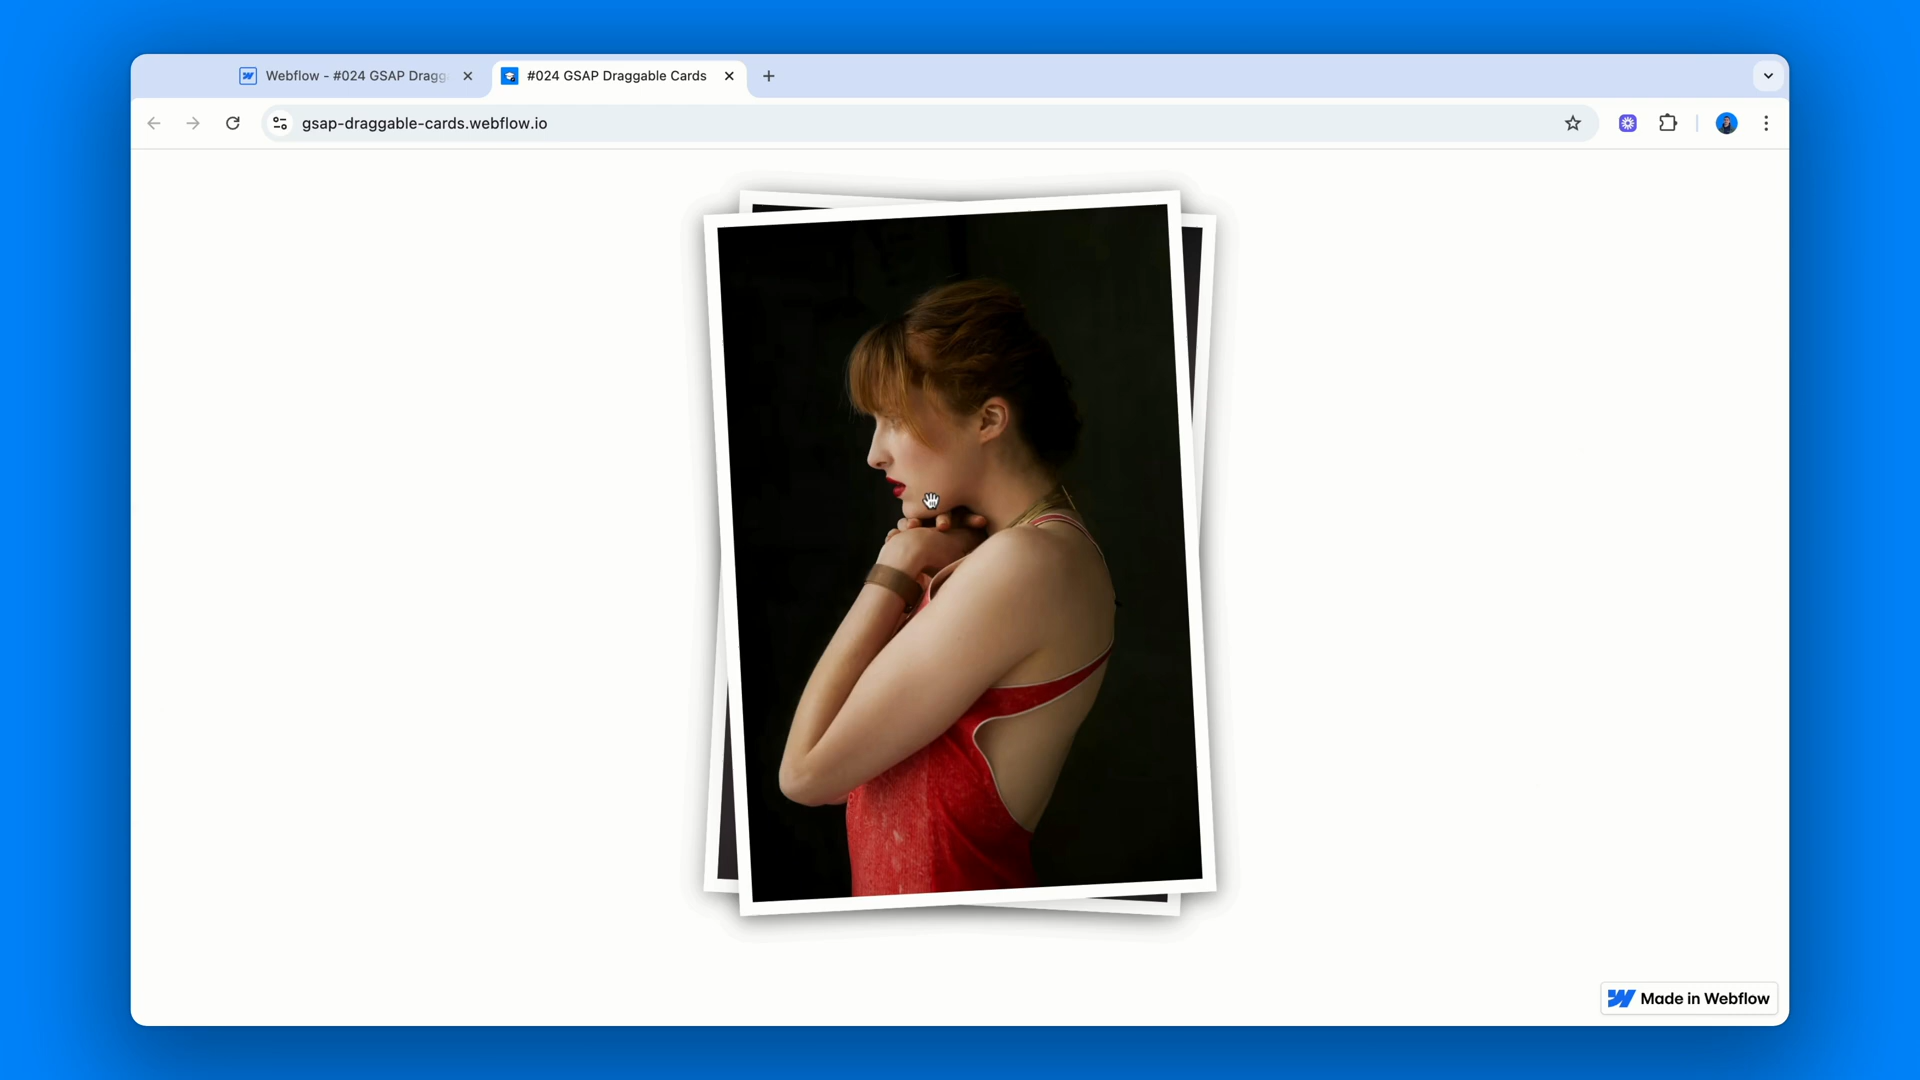 Webflow - #024 GSAP Dragg
#024 GSAP Draggable Cards
gsap-draggable-cards.webflow.io
Made in Webflow